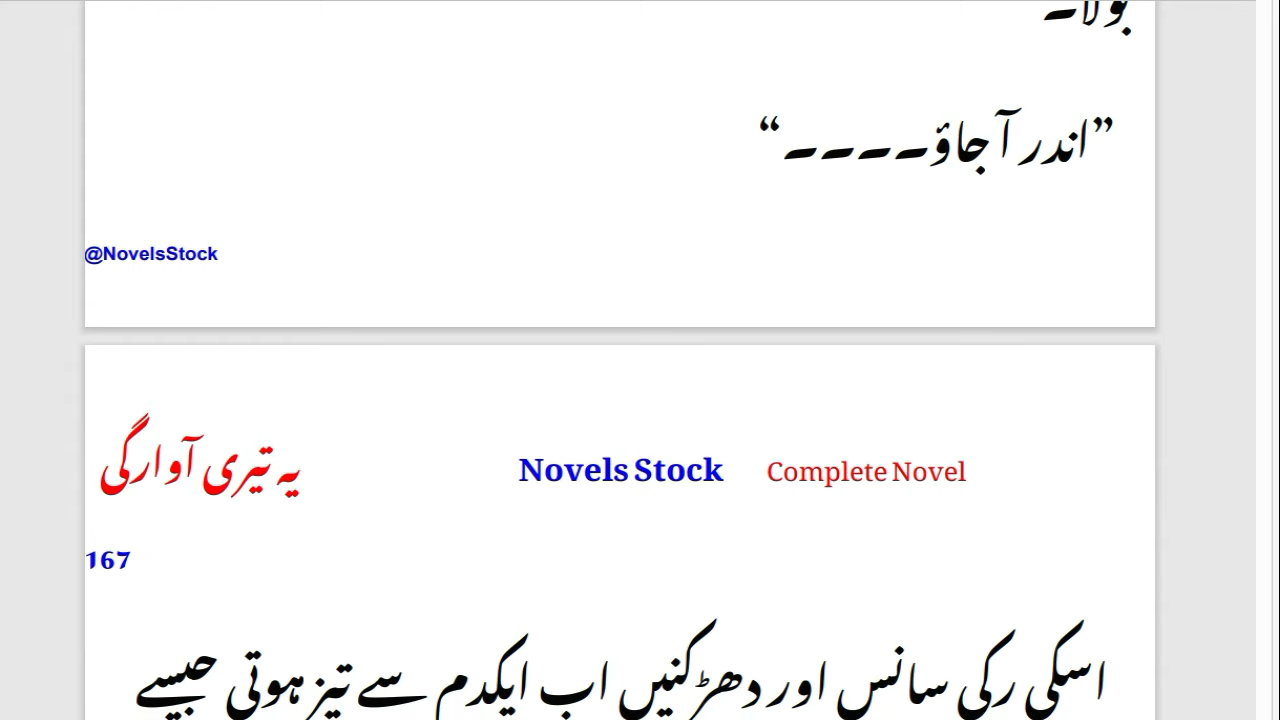 بولا۔
”اندر آ جاؤ۔۔۔۔“
@NovelsStock
یہ تیری آوارگی Novels Stock Complete Novel
167
اسکی رکی سانس اور دھڑکنیں اب ایکدم سے تیز ہوتی جیسے